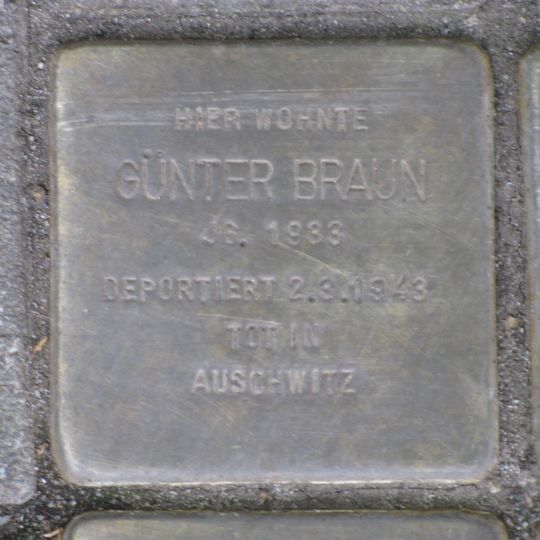 HIER WOHNTE
GÜNTER BRAUN
JG. 1933
DEPORTIERT 2.3.1943
TOT IN
AUSCHWITZ